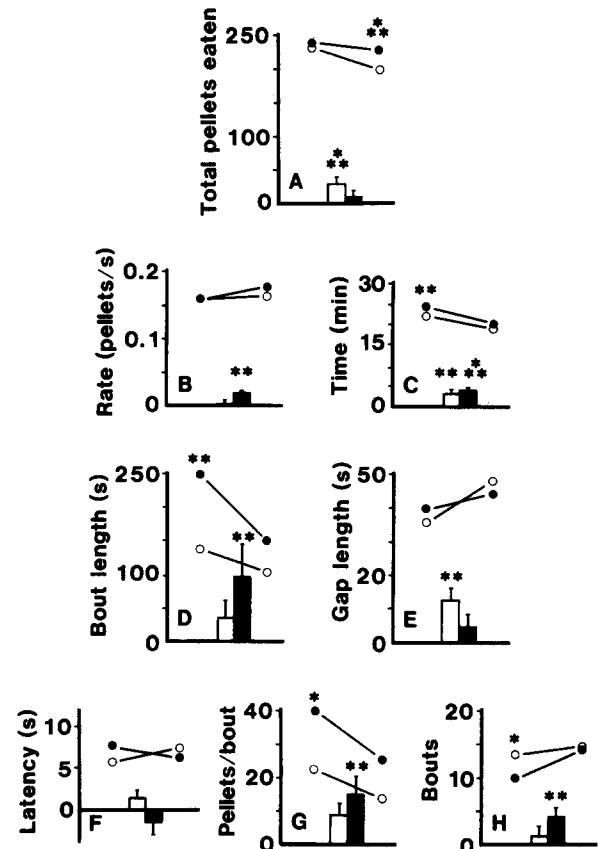 Total pellets eaten
250
100
0
*
**
*
**
A
Rate (pellets/s)
0.2
0.1
0
**
B
Time (min)
30
15
0
**
**
*
**
C
Bout length (s)
250
100
0
**
**
D
Gap length (s)
50
20
0
**
E
Latency (s)
10
5
0
F
Pellets/bout
40
20
0
*
**
G
Bouts
20
10
0
*
**
H